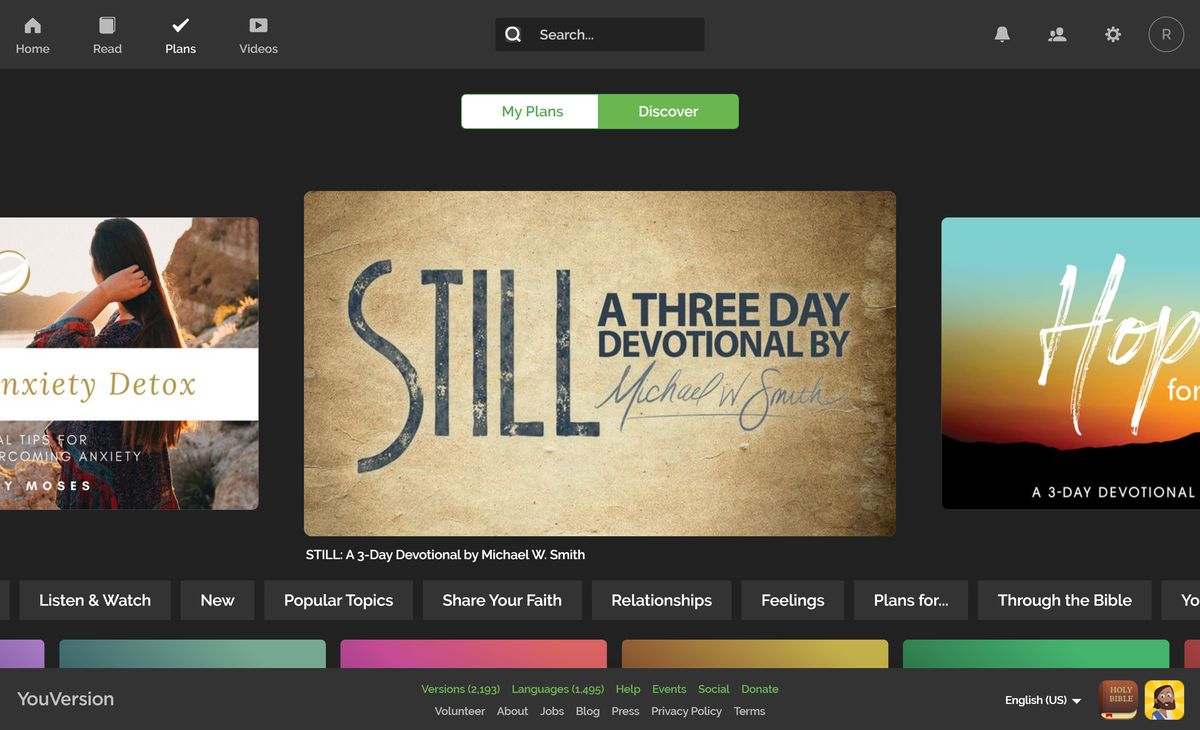 Home
Read
Plans
Videos
Search...
R
My Plans
Discover
nxiety Detox
AL TIPS FOR
RCOMING ANXIETY
Y MOSES
STILL
A THREE DAY
DEVOTIONAL BY
Michael W Smith
Hop
for
A 3-DAY DEVOTIONAL
STILL: A 3-Day Devotional by Michael W. Smith
Listen & Watch
New
Popular Topics
Share Your Faith
Relationships
Feelings
Plans for...
Through the Bible
Yo
YouVersion
Versions (2,193) Languages (1,495) Help Events Social Donate
Volunteer About Jobs Blog Press Privacy Policy Terms
English (US)
HOLY
BIBLE